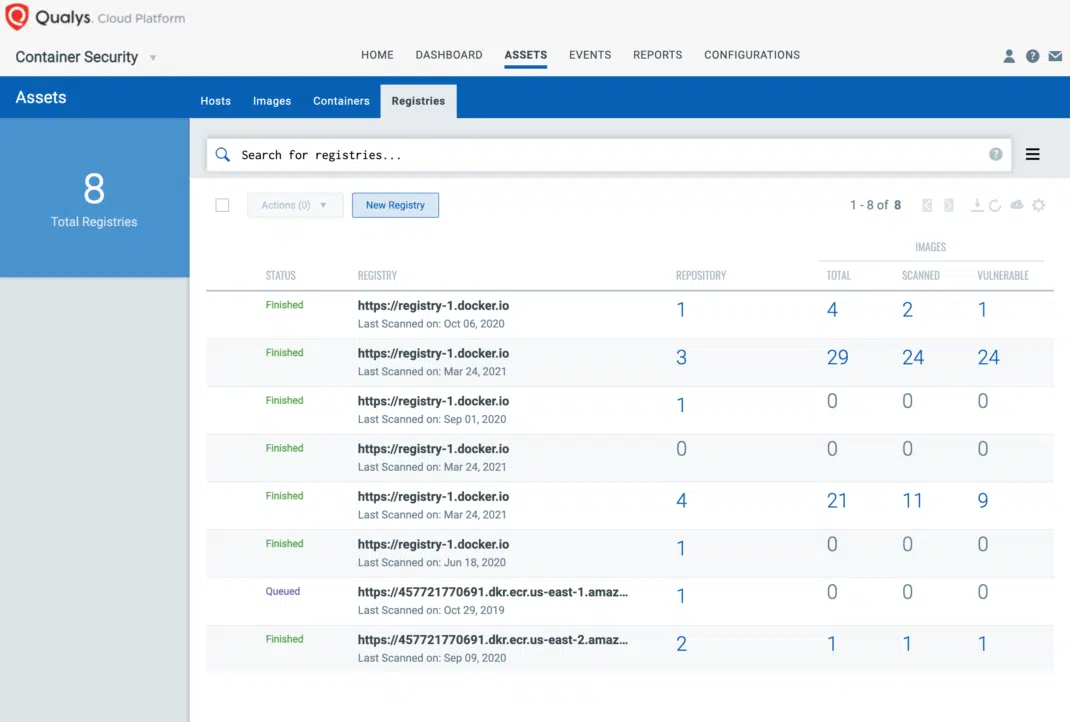 Qualys. Cloud Platform
Container Security
HOME DASHBOARD ASSETS EVENTS REPORTS CONFIGURATIONS
Assets
Hosts Images Containers Registries
8
Total Registries
Search for registries...
Actions (0) New Registry 1 - 8 of 8
IMAGES
STATUS REGISTRY REPOSITORY TOTAL SCANNED VULNERABLE
Finished https://registry-1.docker.io 1 4 2 1
Last Scanned on: Oct 06, 2020
Finished https://registry-1.docker.io 3 29 24 24
Last Scanned on: Mar 24, 2021
Finished https://registry-1.docker.io 1 0 0 0
Last Scanned on: Sep 01, 2020
Finished https://registry-1.docker.io 0 0 0 0
Last Scanned on: Mar 24, 2021
Finished https://registry-1.docker.io 4 21 11 9
Last Scanned on: Mar 24, 2021
Finished https://registry-1.docker.io 1 0 0 0
Last Scanned on: Jun 18, 2020
Queued https://457721770691.dkr.ecr.us-east-1.amaz... 1 0 0 0
Last Scanned on: Oct 29, 2019
Finished https://457721770691.dkr.ecr.us-east-2.amaz... 2 1 1 1
Last Scanned on: Sep 09, 2020